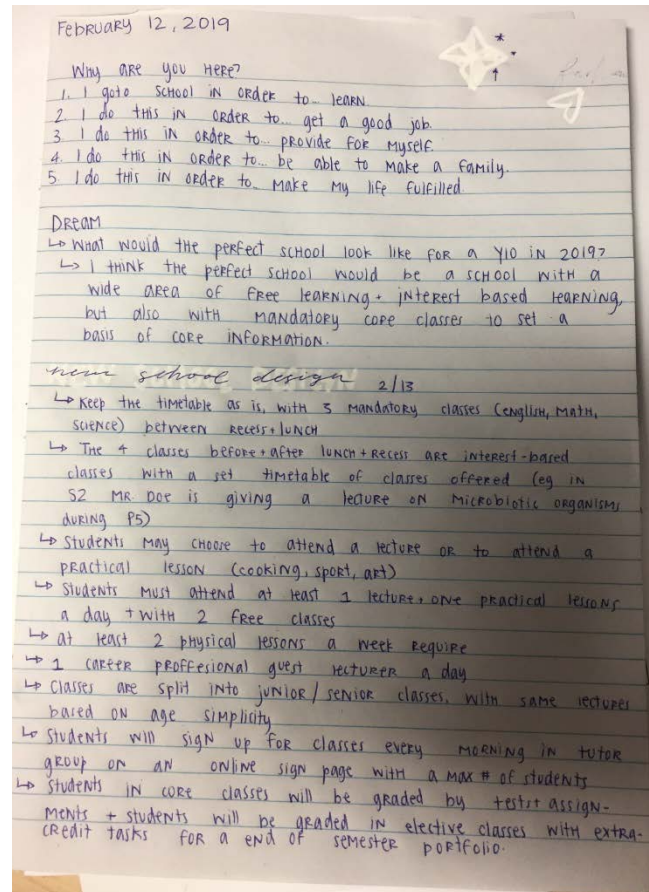 February 12, 2019
Why are you Here?
1. I goto school in order to... learn.
2 I do this in order to... get a good job.
3 I do this in order to... provide for myself.
4. I do this in order to... be able to make a family.
5. I do this in order to... make my life fulfilled.
Dream
↳ What would the perfect school look like for a Y10 in 2019?
↳ I think the perfect school would be a school with a
wide area of free learning + interest based learning,
but also with mandatory core classes to set a
basis of core information.
new school design 2/13
↳ Keep the timetable as is, with 3 mandatory classes (english, math,
science) between recess + lunch
↳ The 4 classes before + after lunch + recess are interest-based
classes with a set timetable of classes offered (eg in
S2 Mr. Doe is giving a lecture on microbiotic organisms
during P5)
↳ Students may choose to attend a lecture or to attend a
practical lesson (cooking, sport, art)
↳ Students must attend at least 1 lecture + one practical lessons
a day + with 2 free classes
↳ at least 2 physical lessons a week require
↳ 1 career proffesional guest lecturer a day
↳ Classes are split into junior / senior classes, with same lectures
based on age simplicity
↳ Students will sign up for classes every morning in tutor
group on an online sign page with a max # of students
↳ Students in core classes will be graded by tests + assign-
ments + students will be graded in elective classes with extra-
credit tasks for a end of semester portfolio.